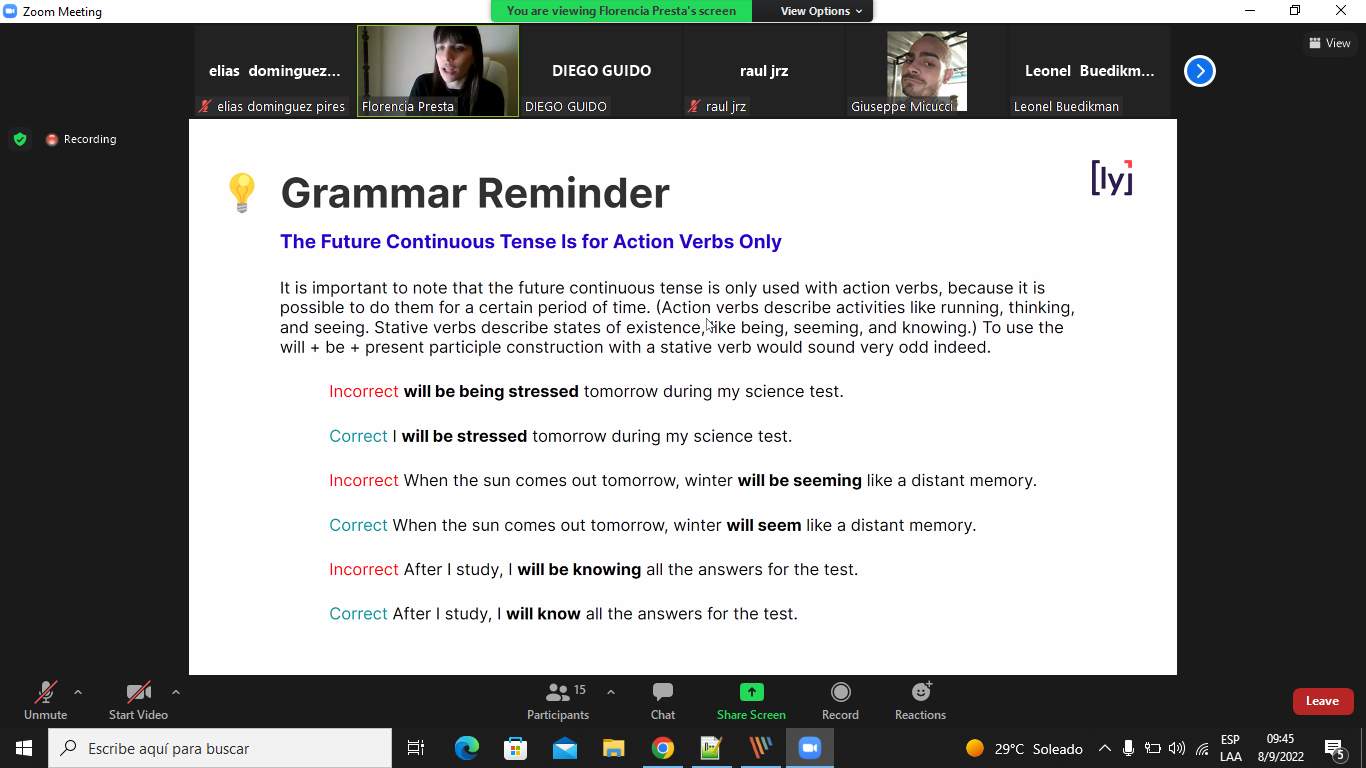 Zoom Meeting
You are viewing Florencia Presta's screen
View Options
elias dominguez...
DIEGO GUIDO
raul jrz
Leonel Buedikm...
View
elias dominguez pires
Florencia Presta
DIEGO GUIDO
raul jrz
Giuseppe Micucci
Leonel Buedikman
Recording
[ly]
Grammar Reminder
The Future Continuous Tense Is for Action Verbs Only
It is important to note that the future continuous tense is only used with action verbs, because it is
possible to do them for a certain period of time. (Action verbs describe activities like running, thinking,
and seeing. Stative verbs describe states of existence, like being, seeming, and knowing.) To use the
will + be + present participle construction with a stative verb would sound very odd indeed.
Incorrect will be being stressed tomorrow during my science test.
Correct I will be stressed tomorrow during my science test.
Incorrect When the sun comes out tomorrow, winter will be seeming like a distant memory.
Correct When the sun comes out tomorrow, winter will seem like a distant memory.
Incorrect After I study, I will be knowing all the answers for the test.
Correct After I study, I will know all the answers for the test.
15
Unmute
Start Video
Participants
Chat
Share Screen
Record
Reactions
Leave
Escribe aquí para buscar
29°C Soleado
ESP
LAA
09:45
8/9/2022
5